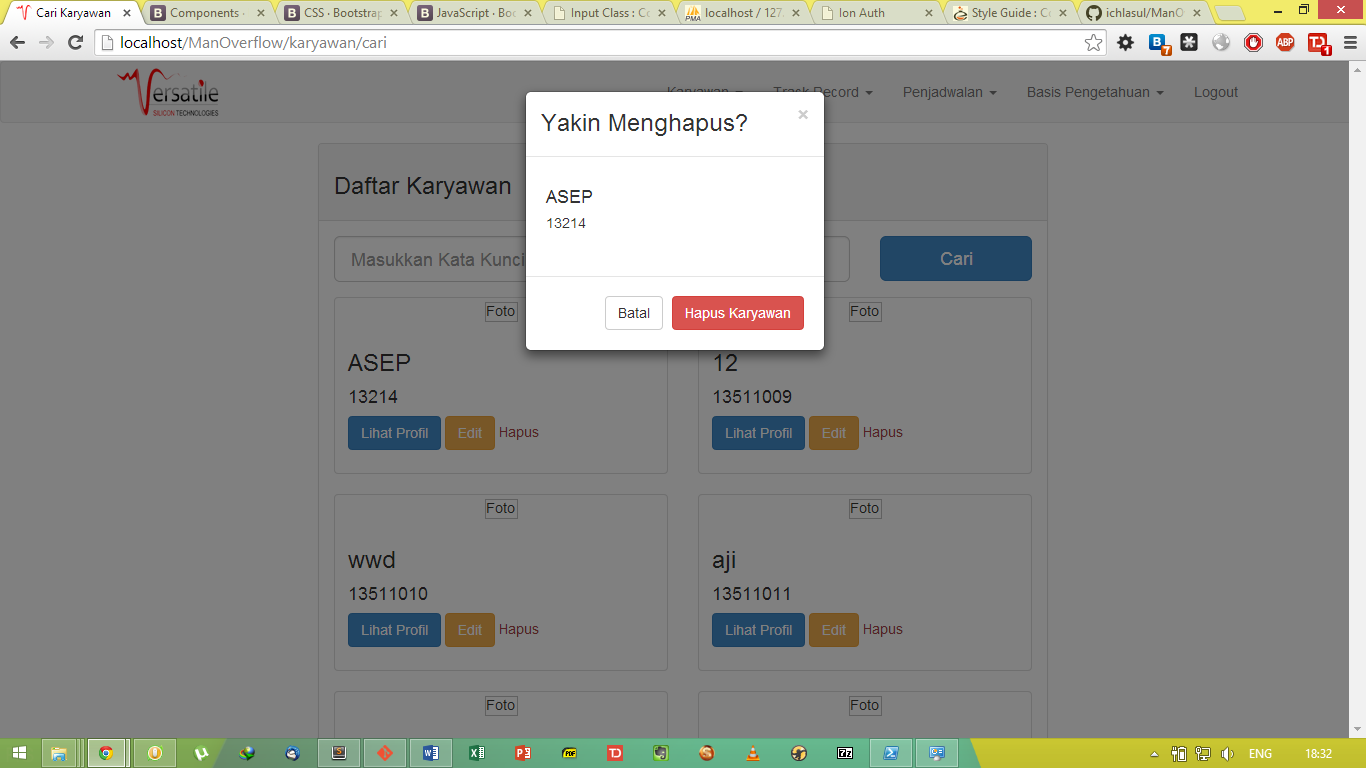 Cari Karyawan
Components ·
CSS · Bootstrap
JavaScript · Boo
Input Class : Co
localhost / 127.
Ion Auth
Style Guide : Co
ichlasul/ManO
localhost/ManOverflow/karyawan/cari
Versatile
SILICON TECHNOLOGIES
Karyawan
Track Record
Penjadwalan
Basis Pengetahuan
Logout
Yakin Menghapus?
×
ASEP
13214
Batal
Hapus Karyawan
Daftar Karyawan
Masukkan Kata Kunci
Cari
Foto
ASEP
13214
Lihat Profil
Edit
Hapus
Foto
12
13511009
Lihat Profil
Edit
Hapus
Foto
wwd
13511010
Lihat Profil
Edit
Hapus
Foto
aji
13511011
Lihat Profil
Edit
Hapus
Foto
Foto
ENG
18:32